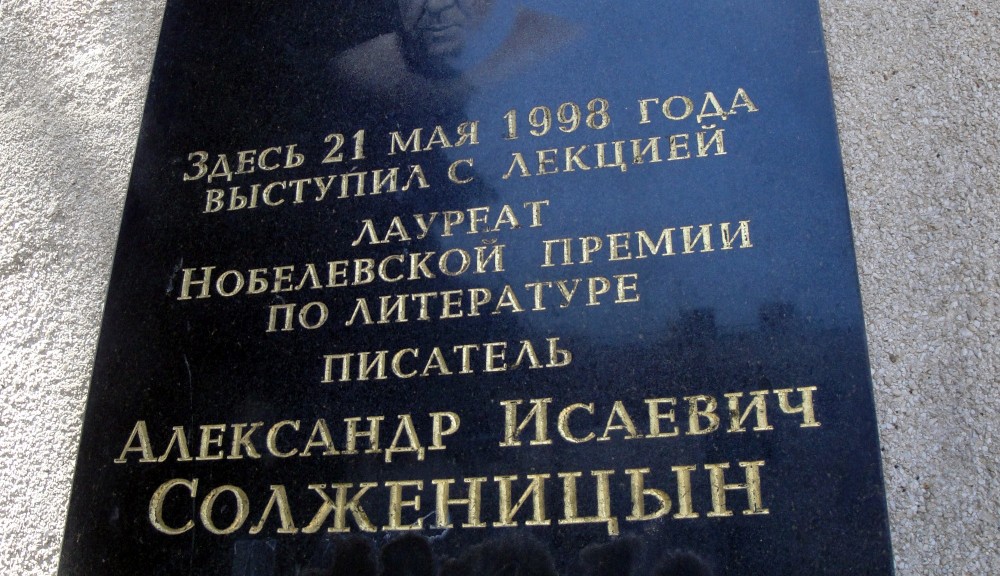 Здесь 21 мая 1998 года
выступил с лекцией
лауреат
Нобелевской премии
по литературе
писатель
Александр Исаевич
Солженицын